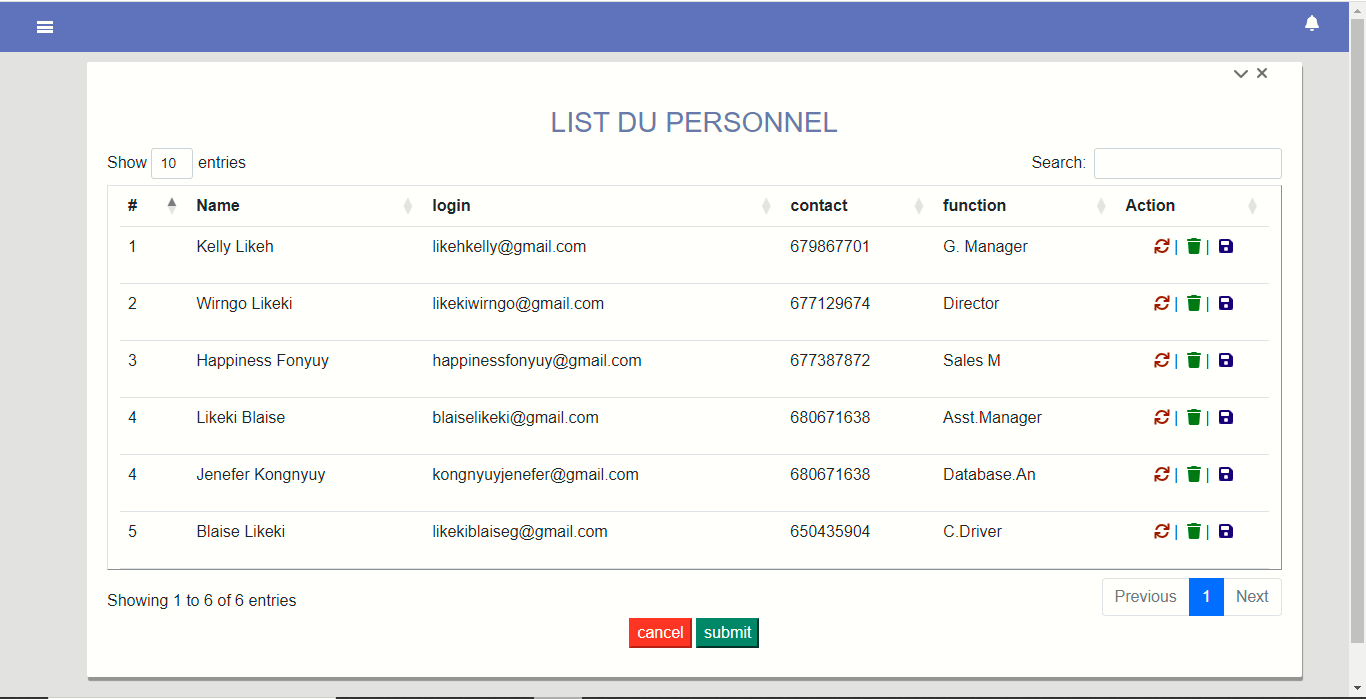 LIST DU PERSONNEL
Show 10 entries Search:
# Name login contact function Action
1 Kelly Likeh likehkelly@gmail.com 679867701 G. Manager | |
2 Wirngo Likeki likekiwirngo@gmail.com 677129674 Director | |
3 Happiness Fonyuy happinessfonyuy@gmail.com 677387872 Sales M | |
4 Likeki Blaise blaiselikeki@gmail.com 680671638 Asst.Manager | |
4 Jenefer Kongnyuy kongnyuyjenefer@gmail.com 680671638 Database.An | |
5 Blaise Likeki likekiblaiseg@gmail.com 650435904 C.Driver | |
Showing 1 to 6 of 6 entries Previous 1 Next
cancel submit